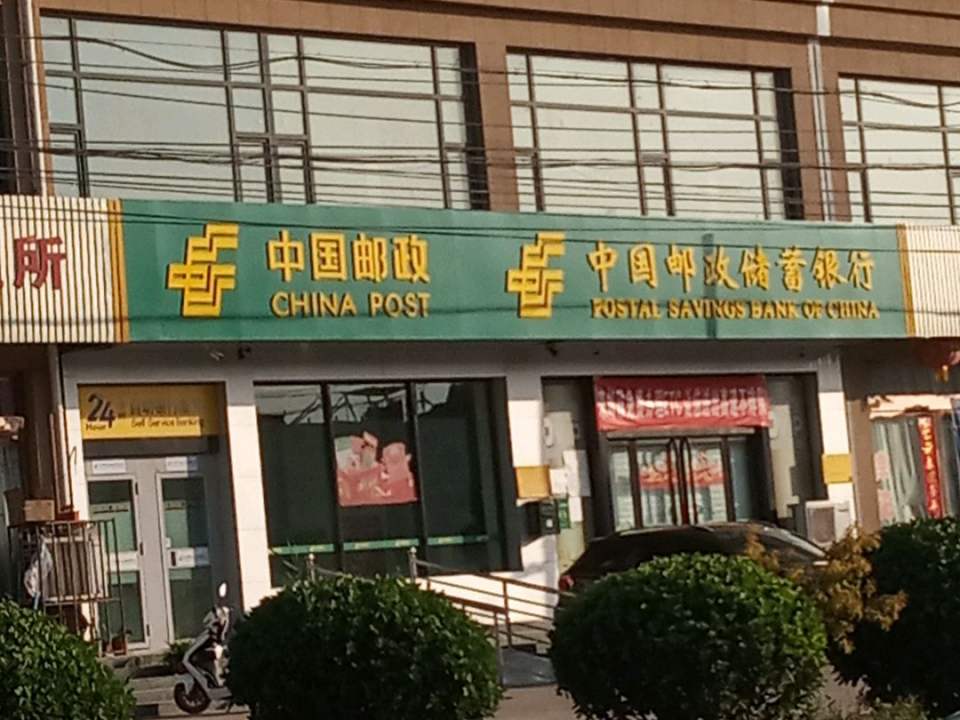 所
中国邮政
CHINA POST
中国邮政储蓄银行
POSTAL SAVINGS BANK OF CHINA
24
Hour
Self-Service Banking